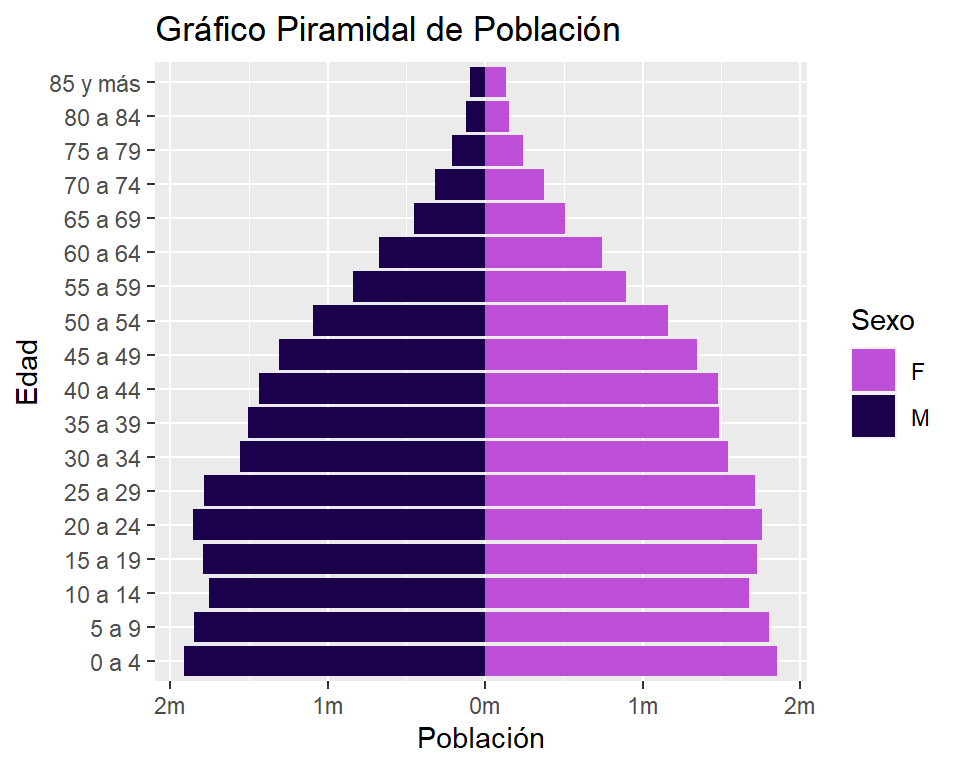 Gráfico Piramidal de Población
85 y más
80 a 84
75 a 79
70 a 74
65 a 69
60 a 64
55 a 59
50 a 54
45 a 49
40 a 44
35 a 39
30 a 34
25 a 29
20 a 24
15 a 19
10 a 14
5 a 9
0 a 4
Edad
2m 1m 0m 1m 2m
Población
Sexo
F
M